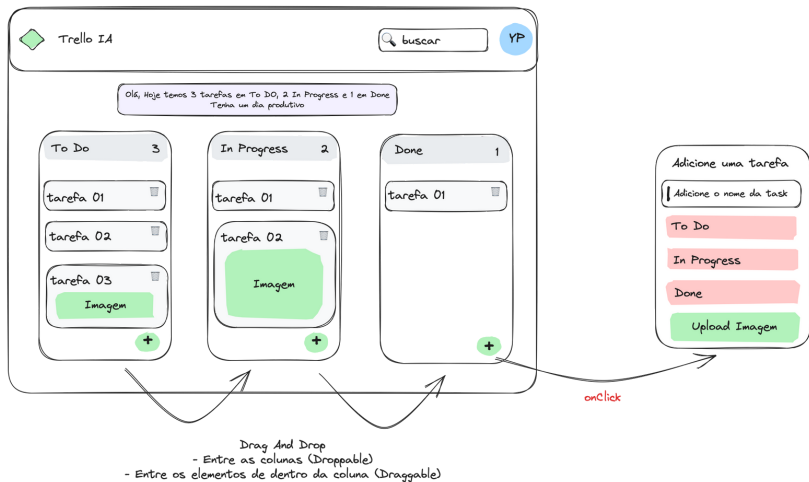 Trello IA
buscar
YP
Olá, Hoje temos 3 tarefas em To DO, 2 In Progress e 1 em Done
Tenha um dia produtivo
To Do 3
tarefa 01
tarefa 02
tarefa 03
Imagem
+
In Progress 2
tarefa 01
tarefa 02
Imagem
+
Done 1
tarefa 01
+
onClick
Adicione uma tarefa
Adicione o nome da task
To Do
In Progress
Done
Upload Imagem
Drag And Drop
- Entre as colunas (Droppable)
- Entre os elementos de dentro da coluna (Draggable)